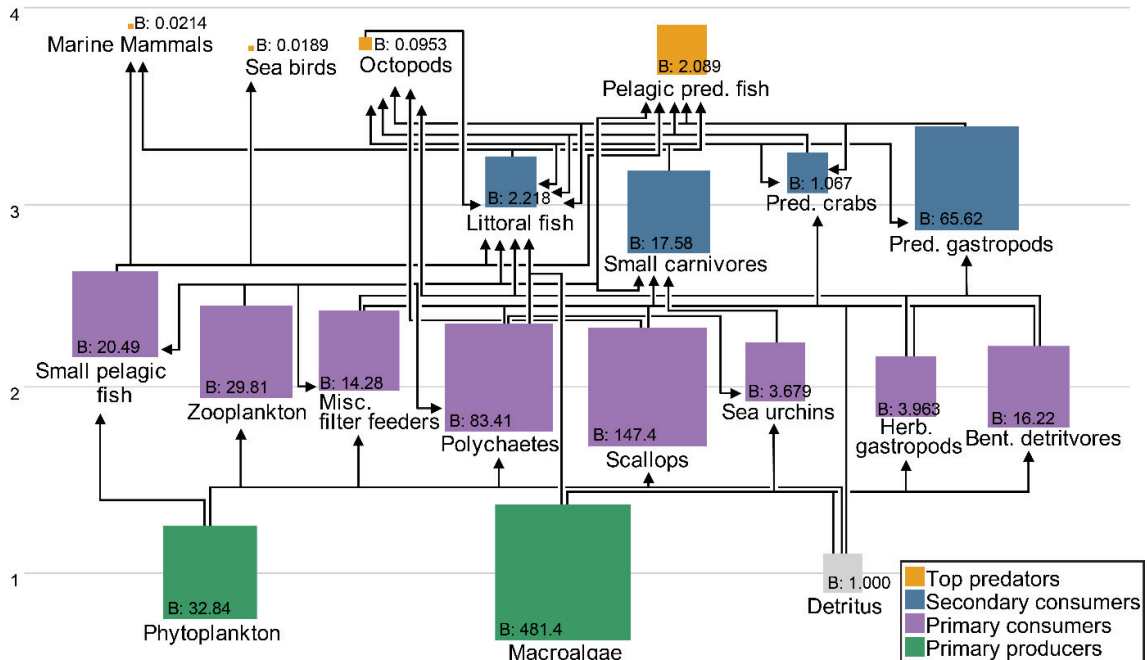 4
B: 0.0214
Marine Mammals
B: 0.0189
Sea birds
B: 0.0953
Octopods
B: 2.089
Pelagic pred. fish
3
B: 2.218
Littoral fish
B: 17.58
Small carnivores
B: 1.067
Pred. crabs
B: 65.62
Pred. gastropods
2
B: 20.49
Small pelagic
fish
B: 29.81
Zooplankton
B: 14.28
Misc.
filter feeders
B: 83.41
Polychaetes
B: 147.4
Scallops
B: 3.679
Sea urchins
B: 3.963
Herb.
gastropods
B: 16.22
Bent. detritvores
1
B: 32.84
Phytoplankton
B: 481.4
Macroalgae
B: 1.000
Detritus
Top predators
Secondary consumers
Primary consumers
Primary producers